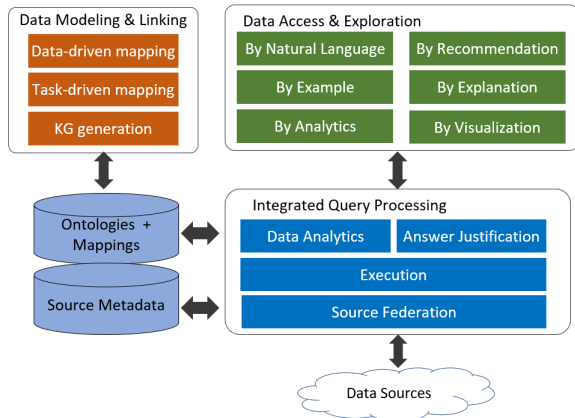 Data Modeling & Linking
Data-driven mapping
Task-driven mapping
KG generation
Data Access & Exploration
By Natural Language
By Recommendation
By Example
By Explanation
By Analytics
By Visualization
Ontologies +
Mappings
Source Metadata
Integrated Query Processing
Data Analytics
Answer Justification
Execution
Source Federation
Data Sources